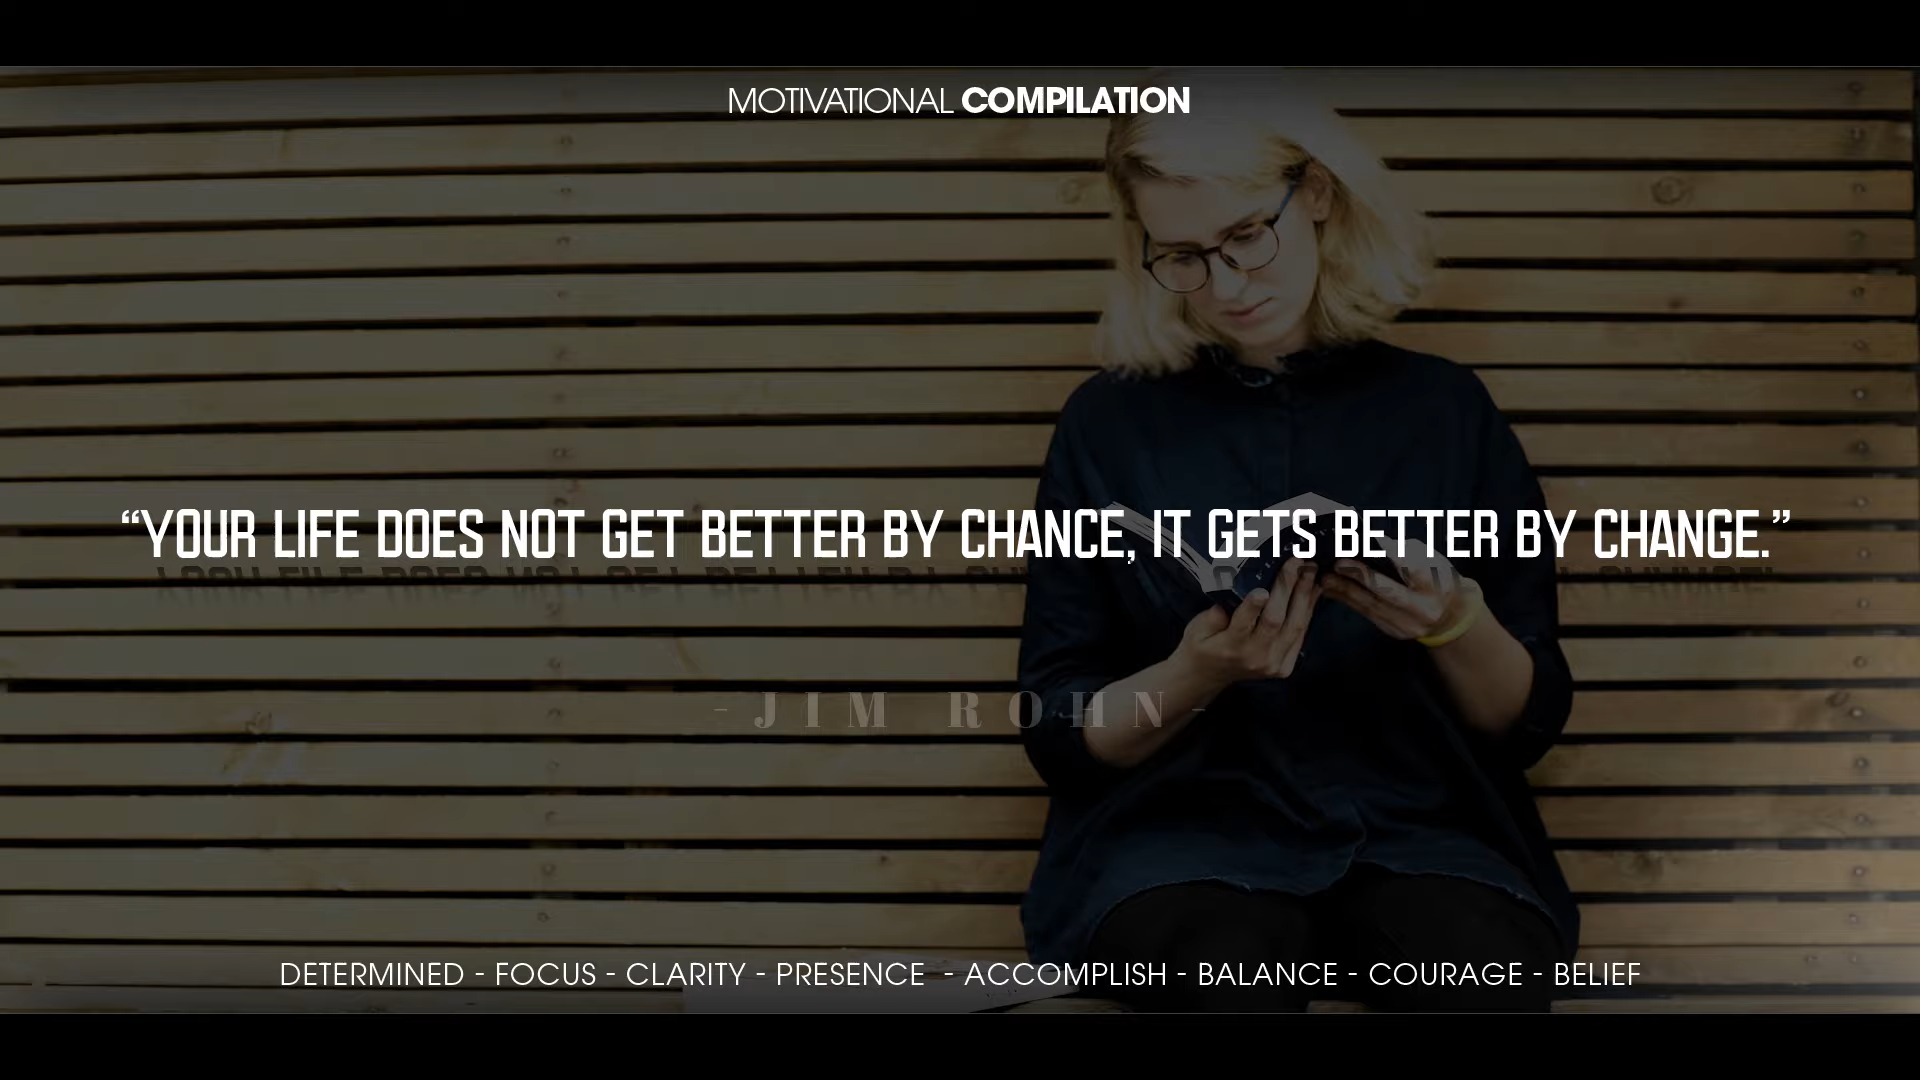 MOTIVATIONAL COMPILATION
“YOUR LIFE DOES NOT GET BETTER BY CHANCE, IT GETS BETTER BY CHANGE.”
-JIM ROHN-
DETERMINED - FOCUS - CLARITY - PRESENCE - ACCOMPLISH - BALANCE - COURAGE - BELIEF